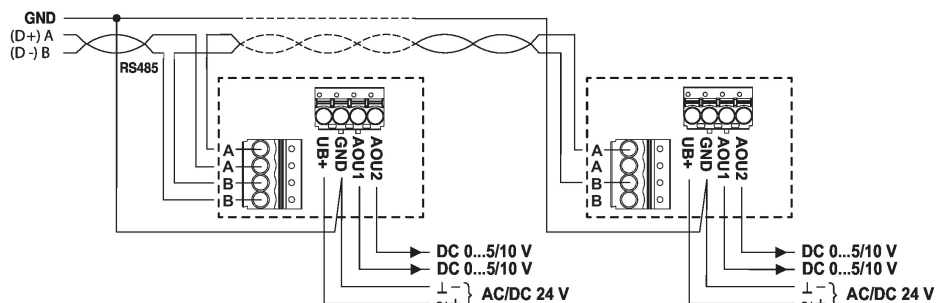 GND
(D+) A
(D -) B
RS485
A
A
B
B
UB+
GND
AOU1
AOU2
A
A
B
B
UB+
GND
AOU1
AOU2
DC 0...5/10 V
DC 0...5/10 V
⊥ –
AC/DC 24 V
DC 0...5/10 V
DC 0...5/10 V
⊥ –
AC/DC 24 V